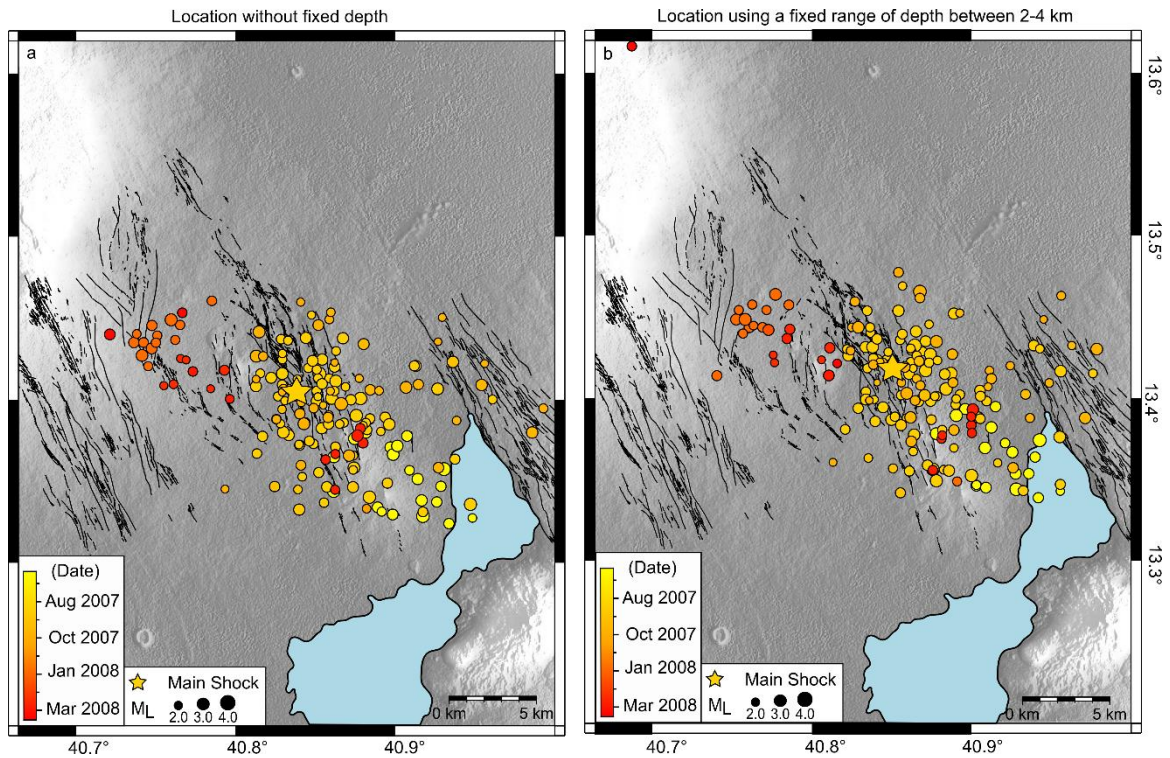 Location without fixed depth
Location using a fixed range of depth between 2-4 km
a
b
13.6°
13.5°
13.4°
13.3°
(Date)
Aug 2007
Oct 2007
Jan 2008
Mar 2008
Main Shock
ML
2.0 3.0 4.0
0 km 5 km
40.7° 40.8° 40.9°
(Date)
Aug 2007
Oct 2007
Jan 2008
Mar 2008
Main Shock
ML
2.0 3.0 4.0
0 km 5 km
40.7° 40.8° 40.9°